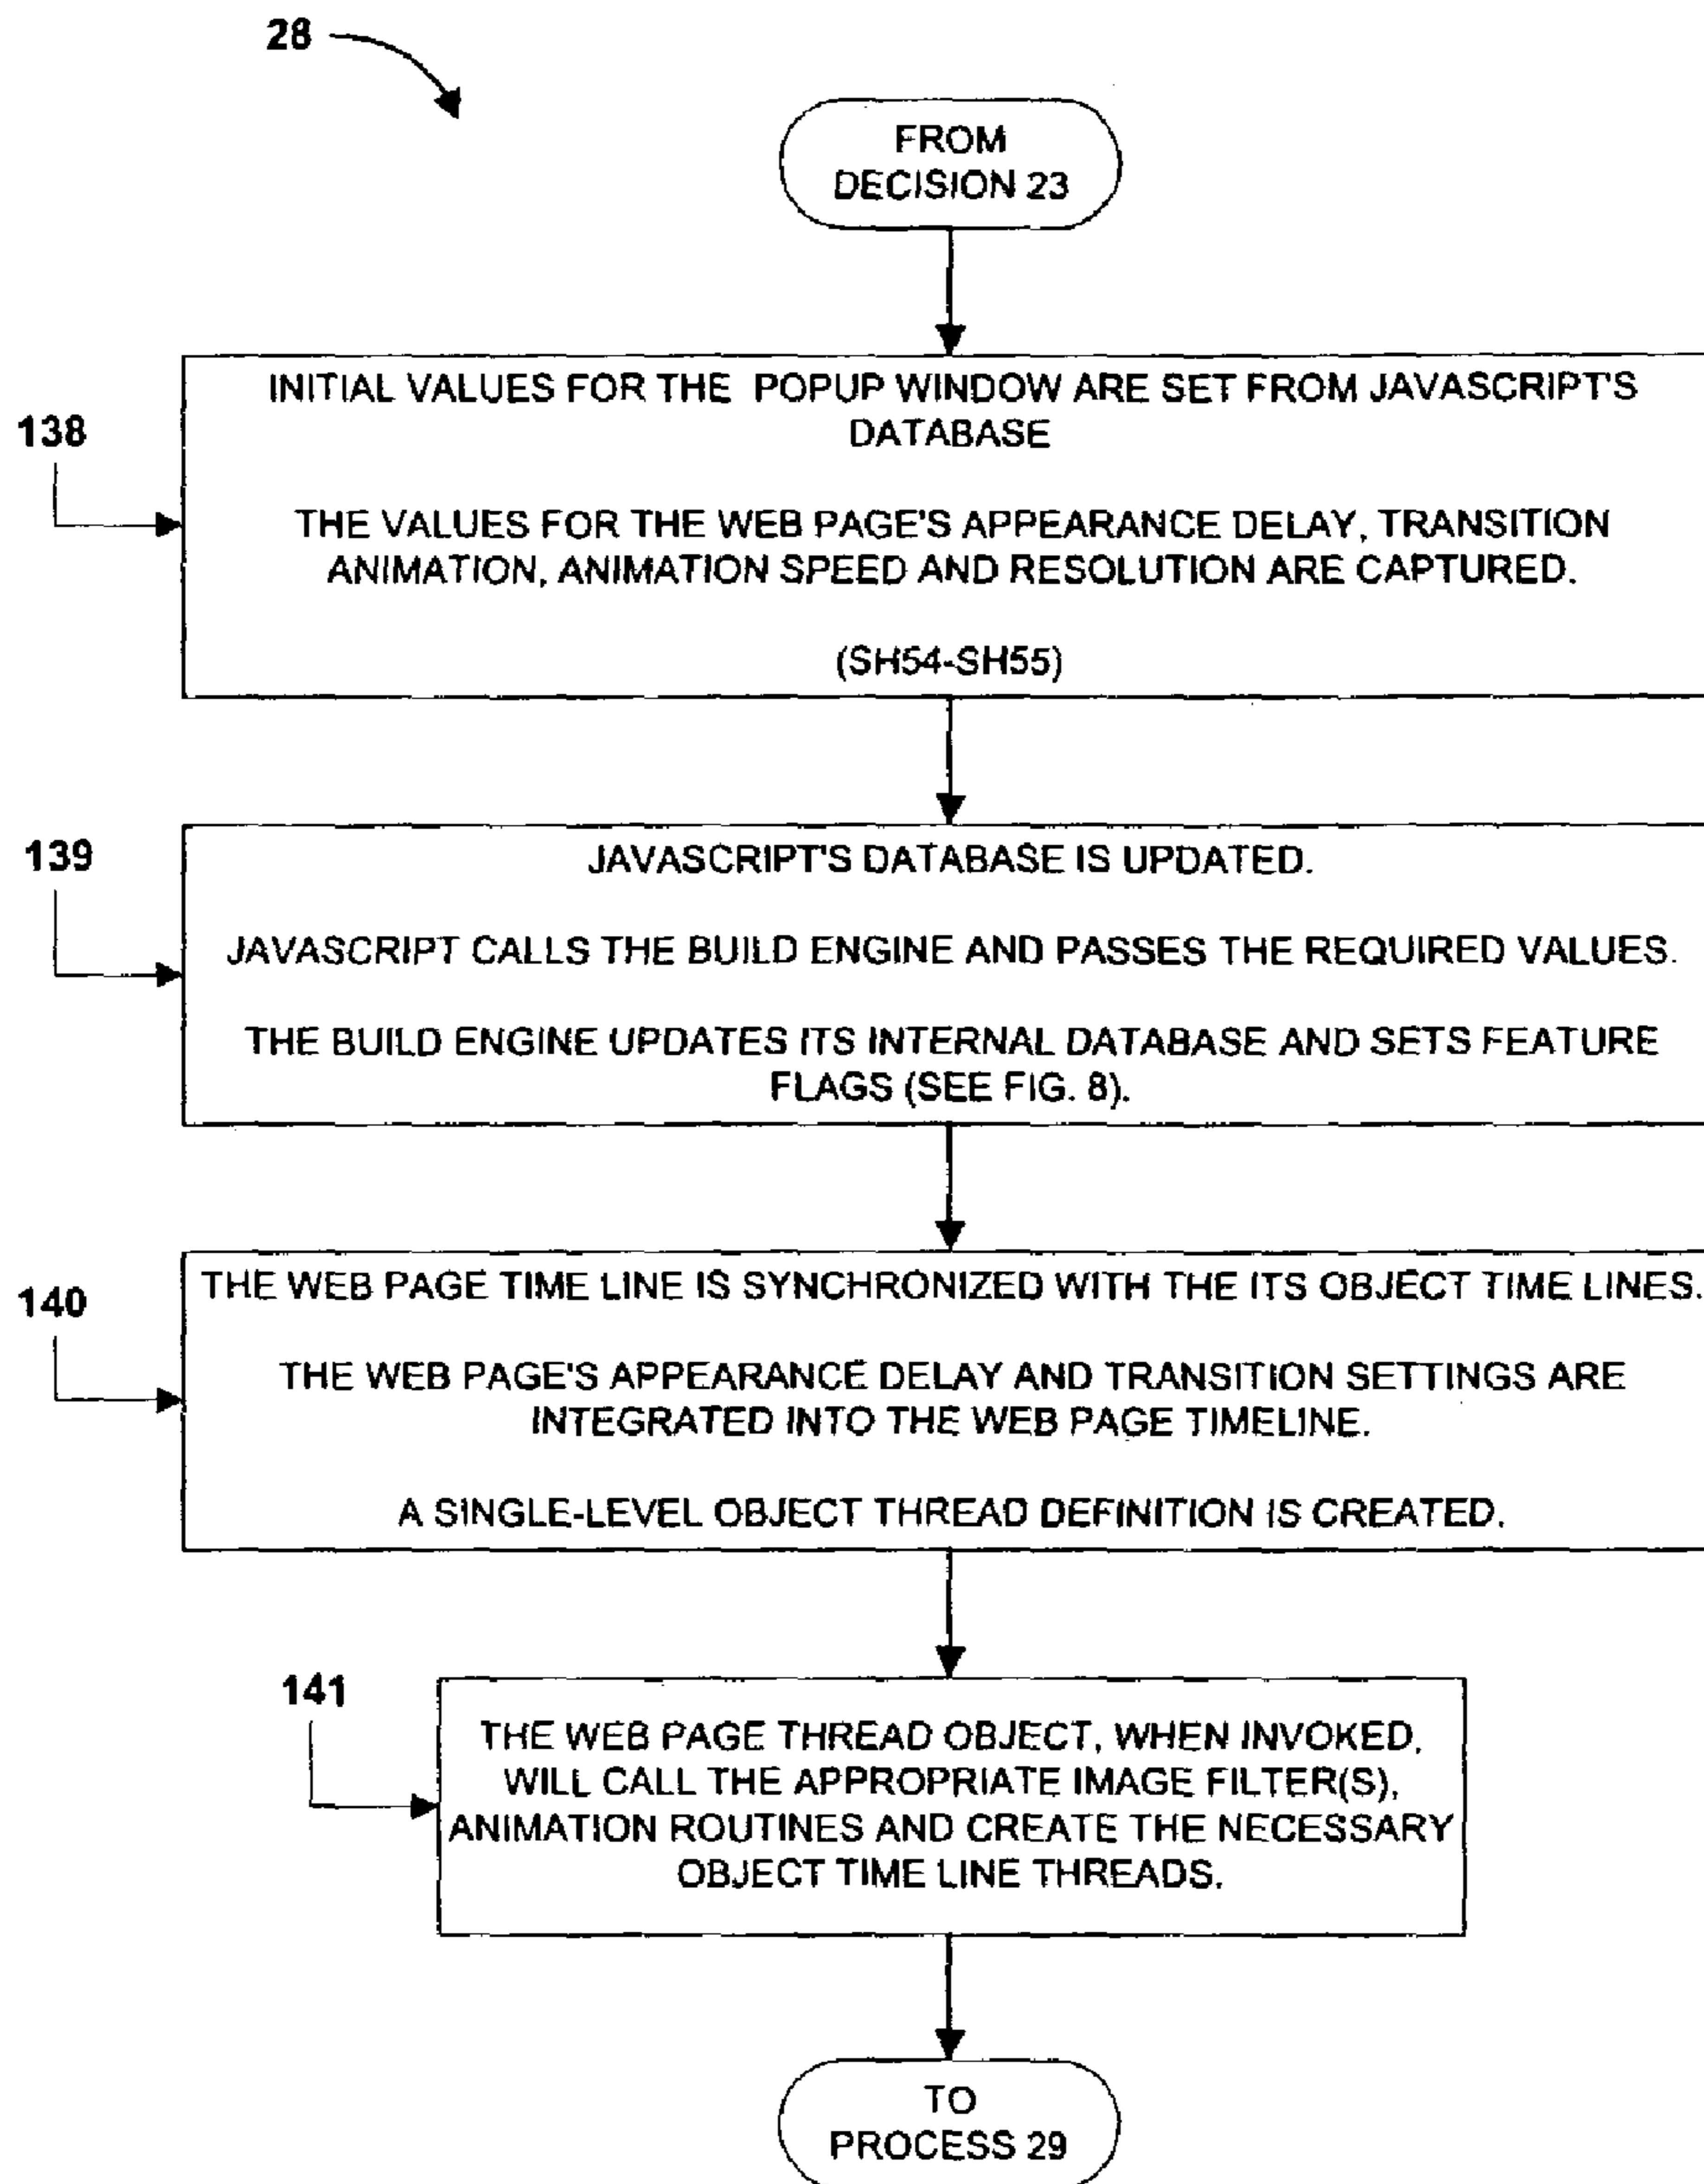 28
FROM
DECISION 23
138
INITIAL VALUES FOR THE POPUP WINDOW ARE SET FROM JAVASCRIPT'S
DATABASE
THE VALUES FOR THE WEB PAGE'S APPEARANCE DELAY, TRANSITION
ANIMATION, ANIMATION SPEED AND RESOLUTION ARE CAPTURED.
(SH54-SH55)
139
JAVASCRIPT'S DATABASE IS UPDATED.
JAVASCRIPT CALLS THE BUILD ENGINE AND PASSES THE REQUIRED VALUES.
THE BUILD ENGINE UPDATES ITS INTERNAL DATABASE AND SETS FEATURE
FLAGS (SEE FIG. 8).
140
THE WEB PAGE TIME LINE IS SYNCHRONIZED WITH THE ITS OBJECT TIME LINES.
THE WEB PAGE'S APPEARANCE DELAY AND TRANSITION SETTINGS ARE
INTEGRATED INTO THE WEB PAGE TIMELINE.
A SINGLE-LEVEL OBJECT THREAD DEFINITION IS CREATED.
141
THE WEB PAGE THREAD OBJECT, WHEN INVOKED,
WILL CALL THE APPROPRIATE IMAGE FILTER(S),
ANIMATION ROUTINES AND CREATE THE NECESSARY
OBJECT TIME LINE THREADS.
TO
PROCESS 29